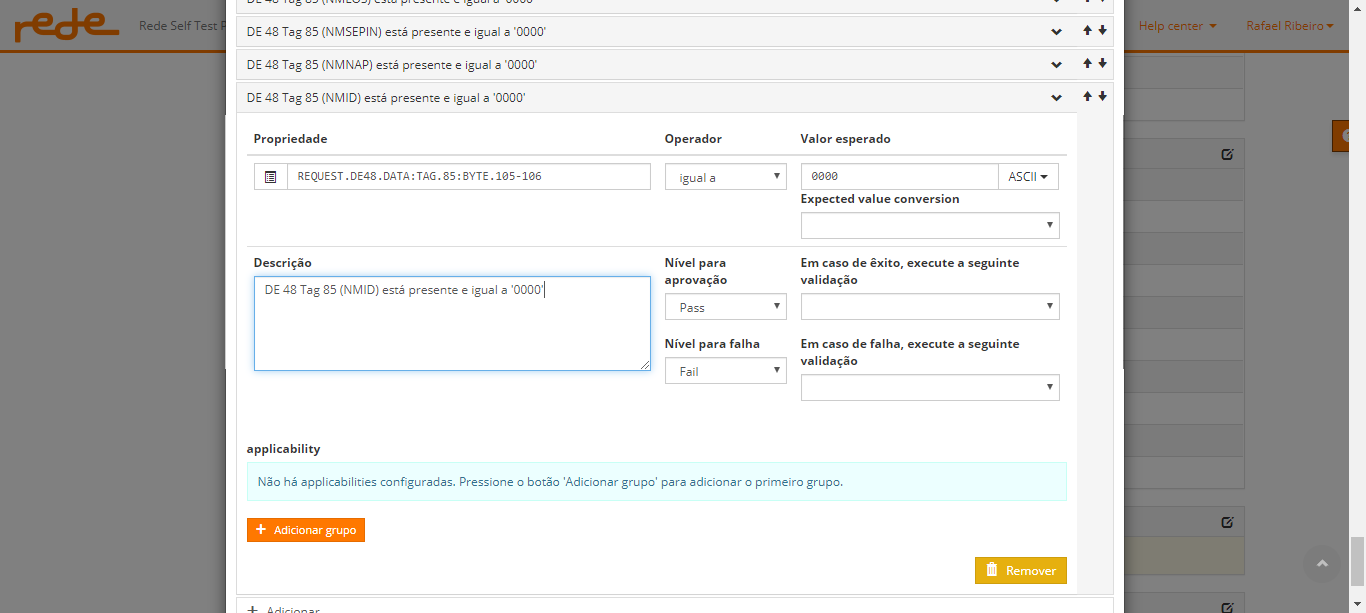 DE 48 Tag 85 (NMEOS) está presente e igual a '0000'
rede
Rede Self Test
Help center
Rafael Ribeiro
DE 48 Tag 85 (NMSEPIN) está presente e igual a '0000'
DE 48 Tag 85 (NMNAP) está presente e igual a '0000'
DE 48 Tag 85 (NMID) está presente e igual a '0000'
Propriedade
Operador
Valor esperado
REQUEST.DE48.DATA:TAG.85:BYTE.105-106
igual a
0000
ASCII
Expected value conversion
Descrição
Nível para
aprovação
Em caso de êxito, execute a seguinte
validação
DE 48 Tag 85 (NMID) está presente e igual a '0000'
Pass
Nível para falha
Em caso de falha, execute a seguinte
validação
Fail
applicability
Não há applicabilities configuradas. Pressione o botão 'Adicionar grupo' para adicionar o primeiro grupo.
+ Adicionar grupo
Remover
+ Adicionar